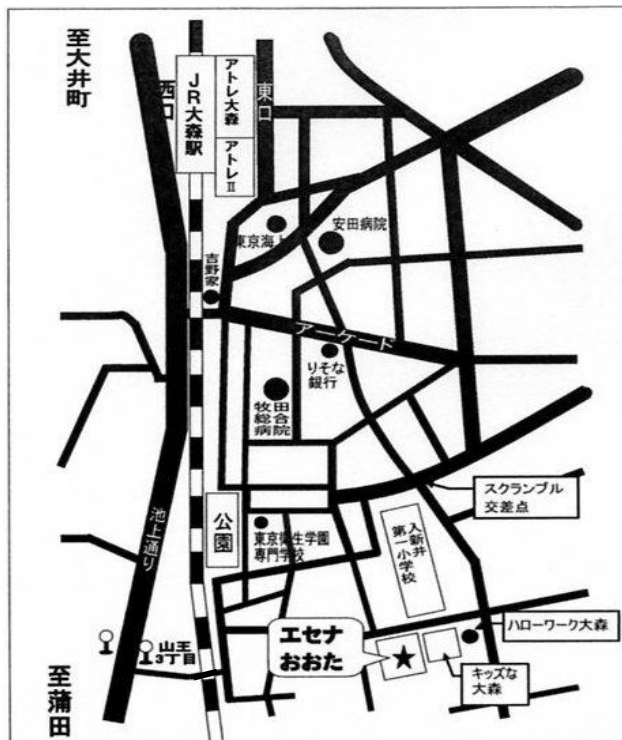 至大井町
西口
JR大森駅
アトレ大森
アトレⅡ
東口
東京海上
安田病院
吉野家
アーケード
りそな
銀行
牧田
総合
病院
スクランブル
交差点
池上通り
公園
東京衛生学園
専門学校
入新井
第一小学校
ハローワーク大森
エセナ
おおた
キッズな
大森
山王
3丁目
至蒲田